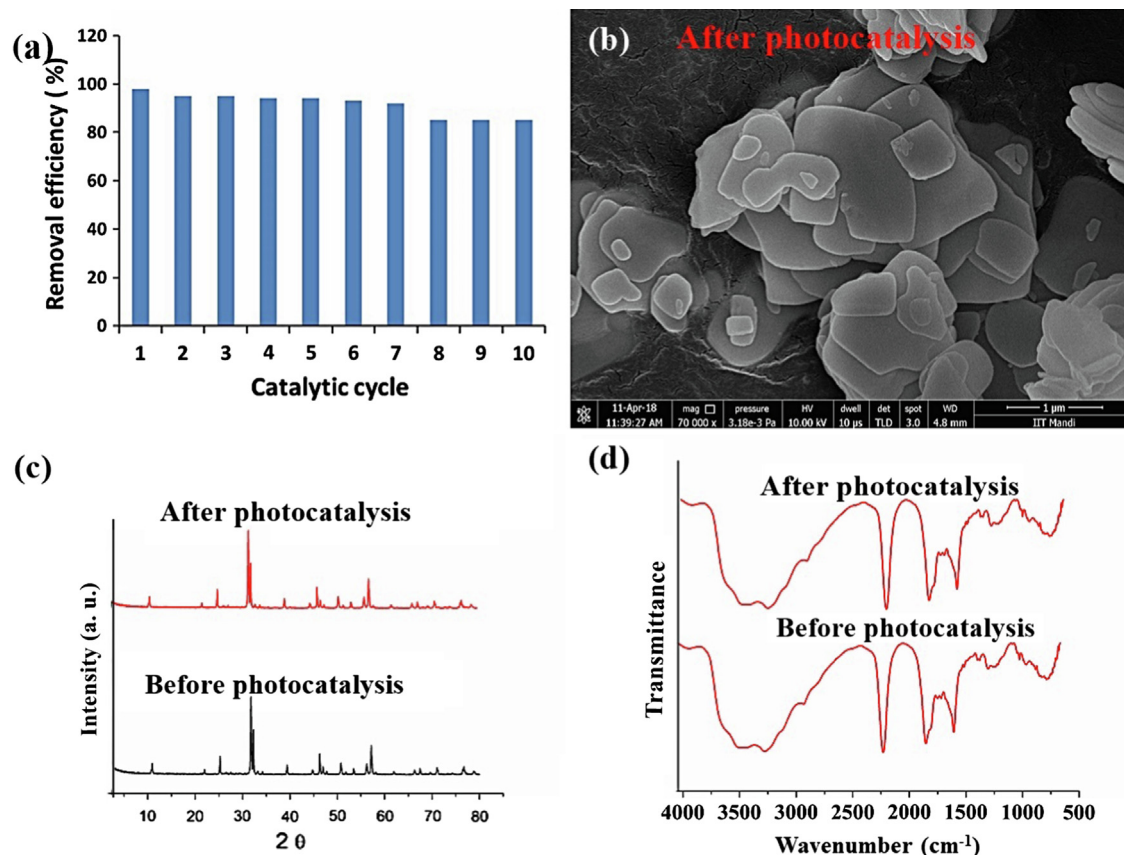 (a)
120
100
80
60
40
20
0
Removal efficiency ( %)
1 2 3 4 5 6 7 8 9 10
Catalytic cycle
(b)
After photocatalysis
11-Apr-18 mag pressure HV dwell det spot WD 1 µm
11:39:27 AM 70 000 x 3.18e-3 Pa 10.00 kV 10 µs TLD 3.0 4.8 mm IIT Mandi
(c)
After photocatalysis
Before photocatalysis
Intensity (a. u.)
10 20 30 40 50 60 70 80
2 θ
(d)
After photocatalysis
Before photocatalysis
Transmittance
4000 3500 3000 2500 2000 1500 1000 500
Wavenumber (cm⁻¹)